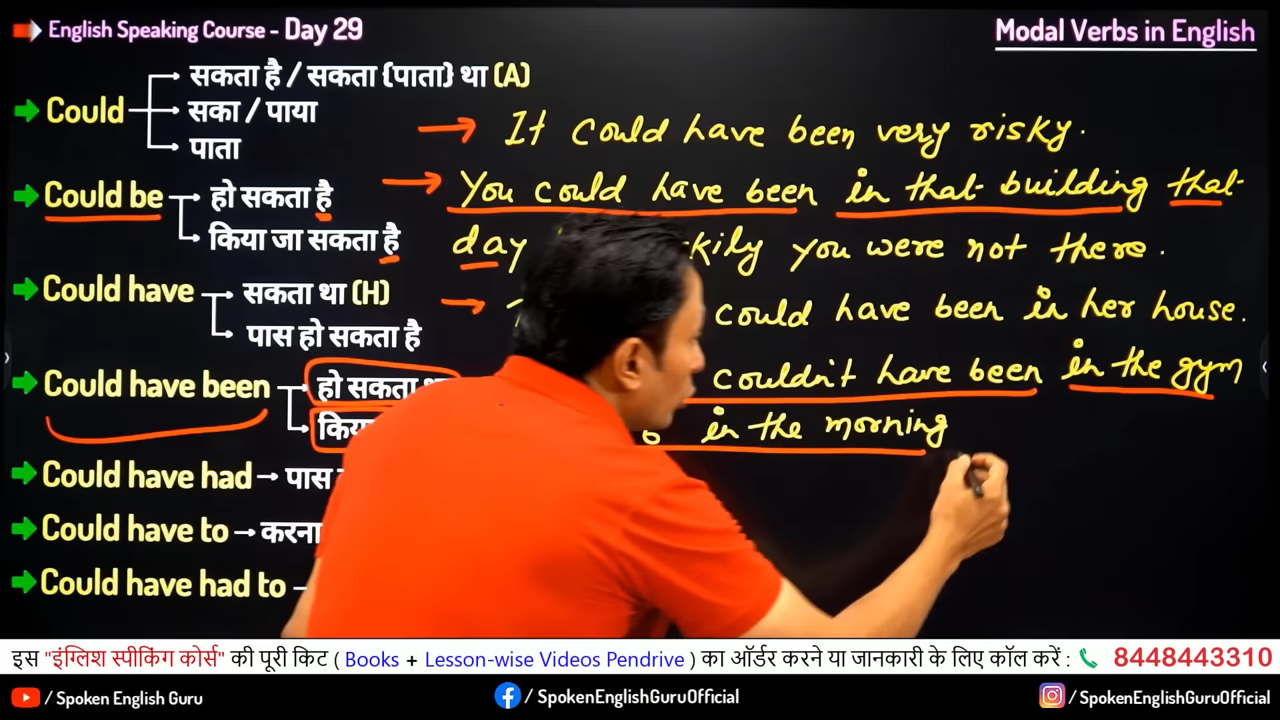 English Speaking Course - Day 29
Modal Verbs in English
Could
सकता है / सकता {पाता} था (A)
सका / पाया
पाता
Could be
हो सकता है
किया जा सकता है
Could have
सकता था (H)
पास हो सकता है
Could have been
हो सकता
Could have had → पास
Could have to → करना
Could have had to →
It could have been very risky.
You could have been in that building that
day you were not there.
could have been in her house.
couldn't have been in the gym
in the morning
इस "इंग्लिश स्पीकिंग कोर्स" की पूरी किट ( Books + Lesson-wise Videos Pendrive ) का ऑर्डर करने या जानकारी के लिए कॉल करें : 8448443310
/ Spoken English Guru
/SpokenEnglishGuruOfficial
/SpokenEnglishGuruOfficial